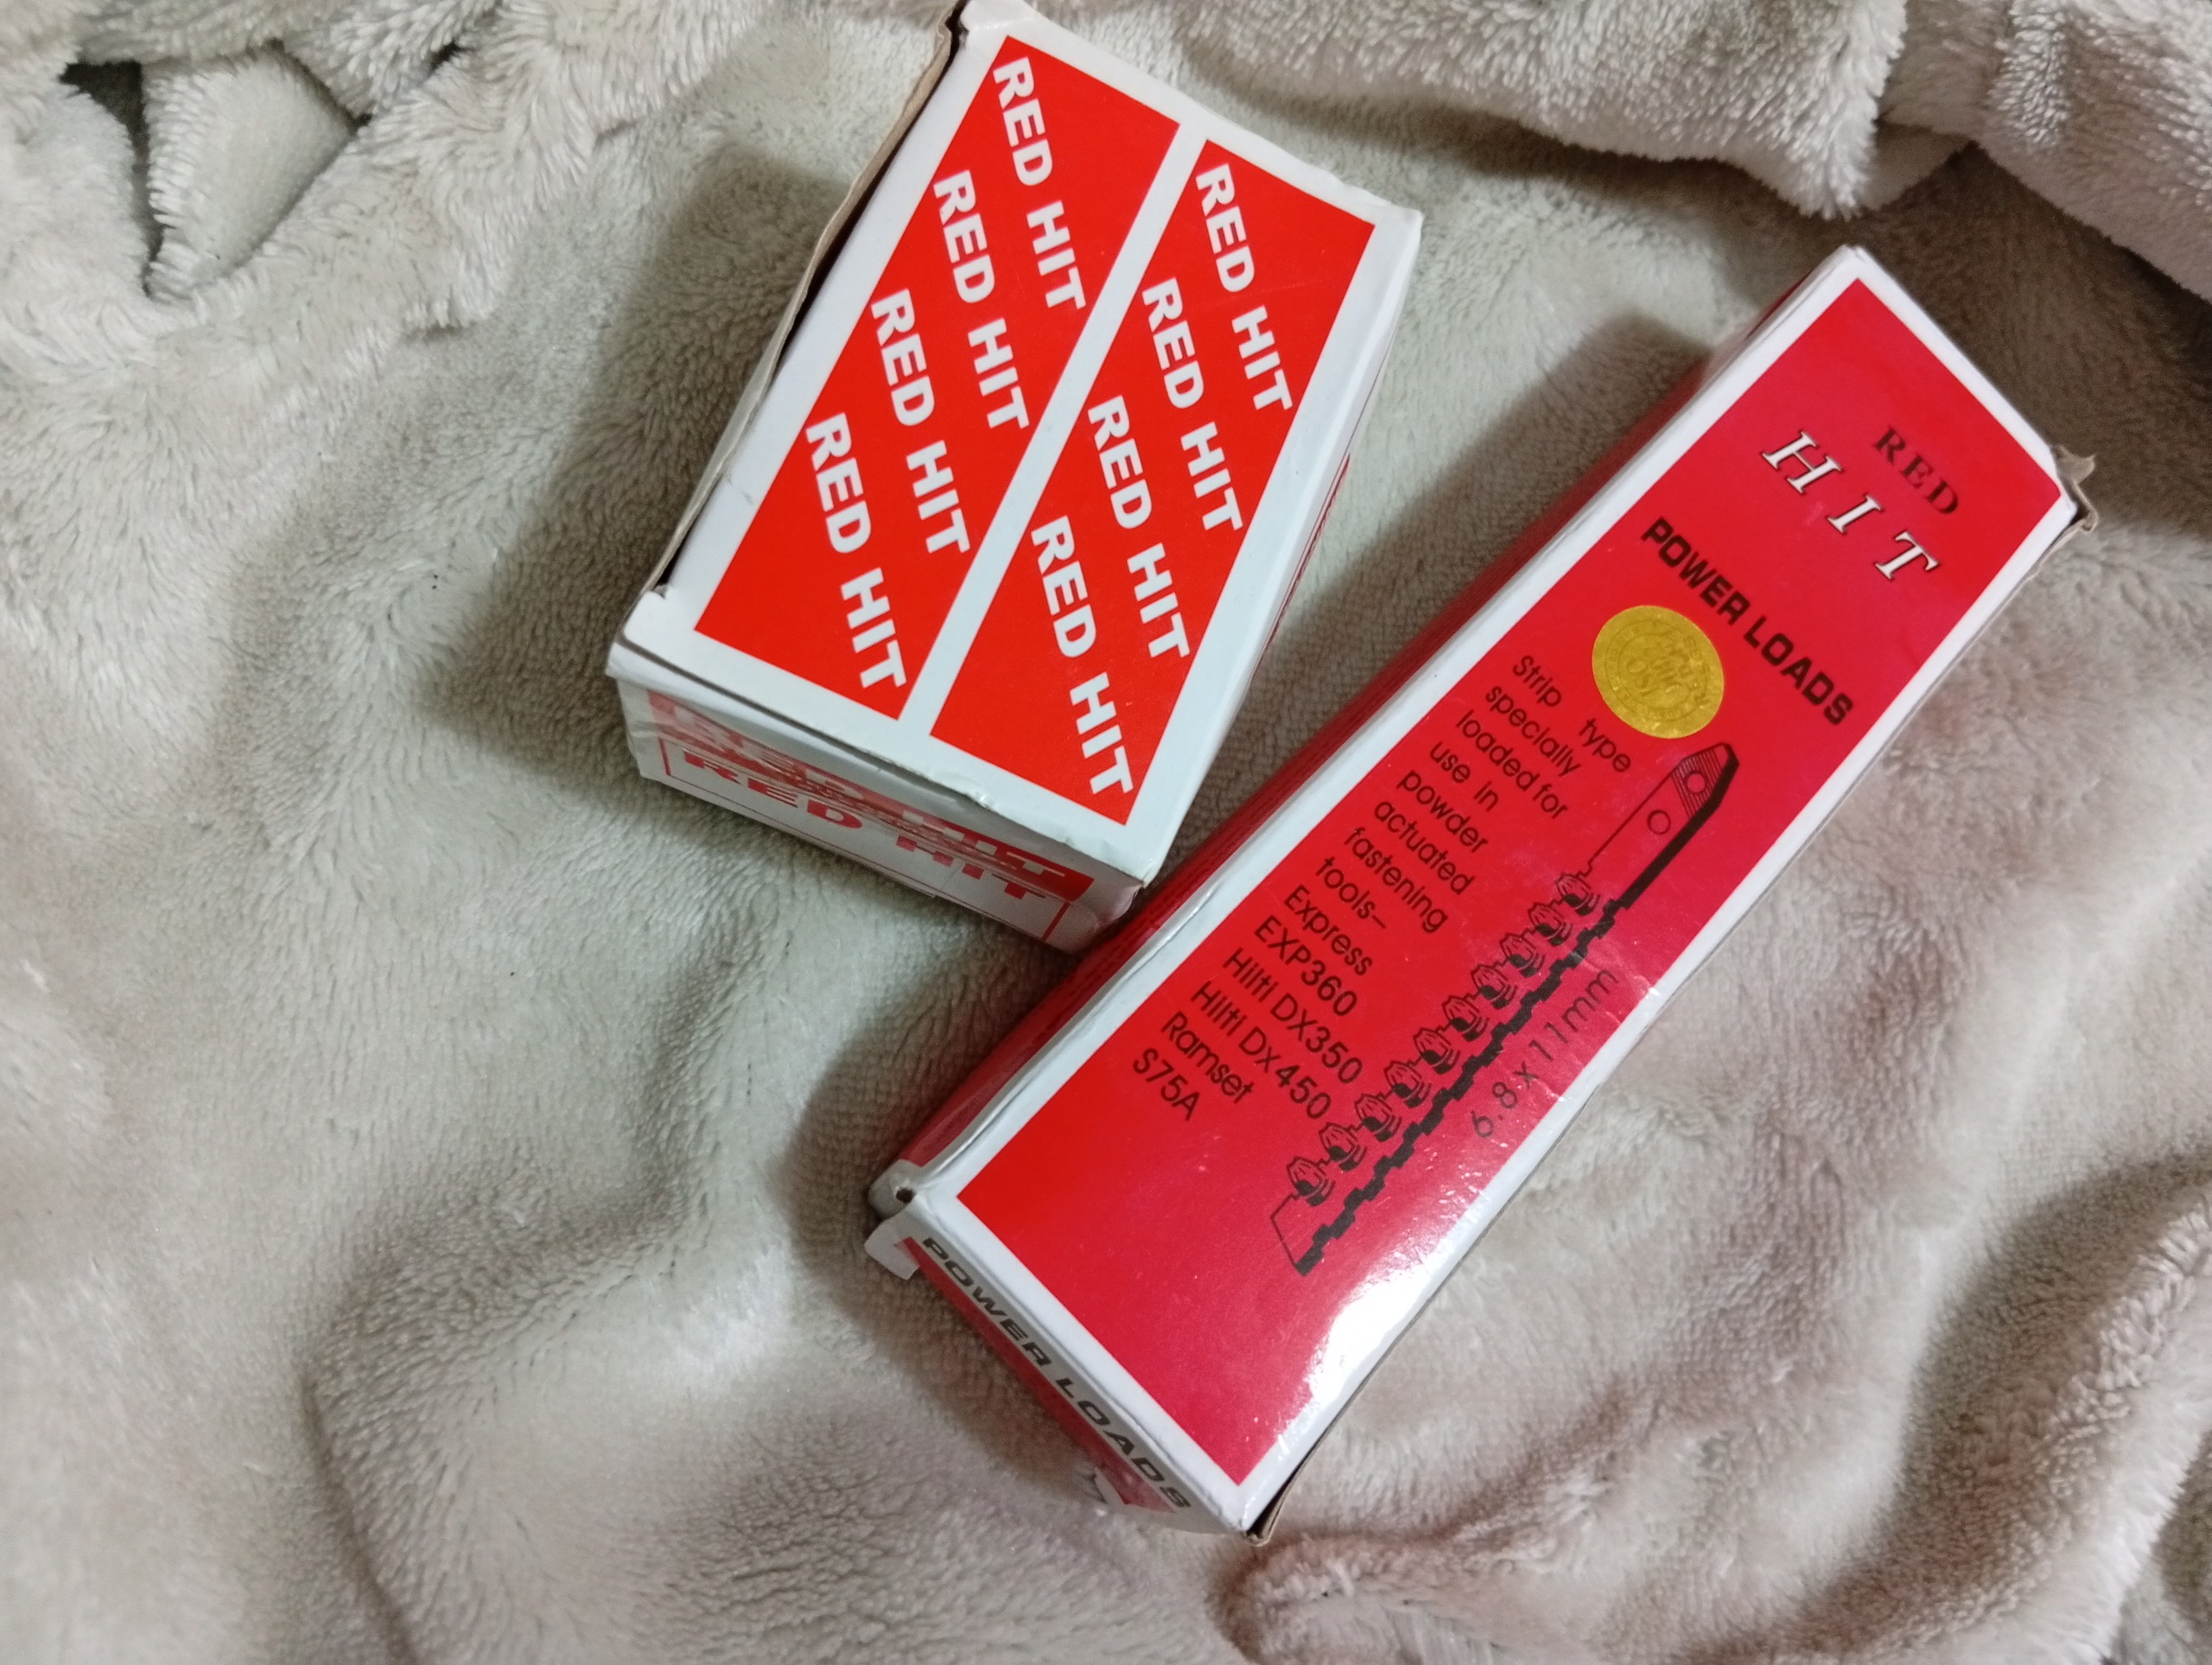 RED HIT
RED HIT
RED HIT
RED HIT
RED HIT
RED HIT
RED HIT
RED HIT
RED HIT
RED
HIT
POWER LOADS
Strip type
specially
loaded for
use in
powder
actuated
fastening
tools–
Express
EXP360
Hilti DX350
Hilti Dx450
Ramset
S75A
6.8 x 11mm
POWER LOADS